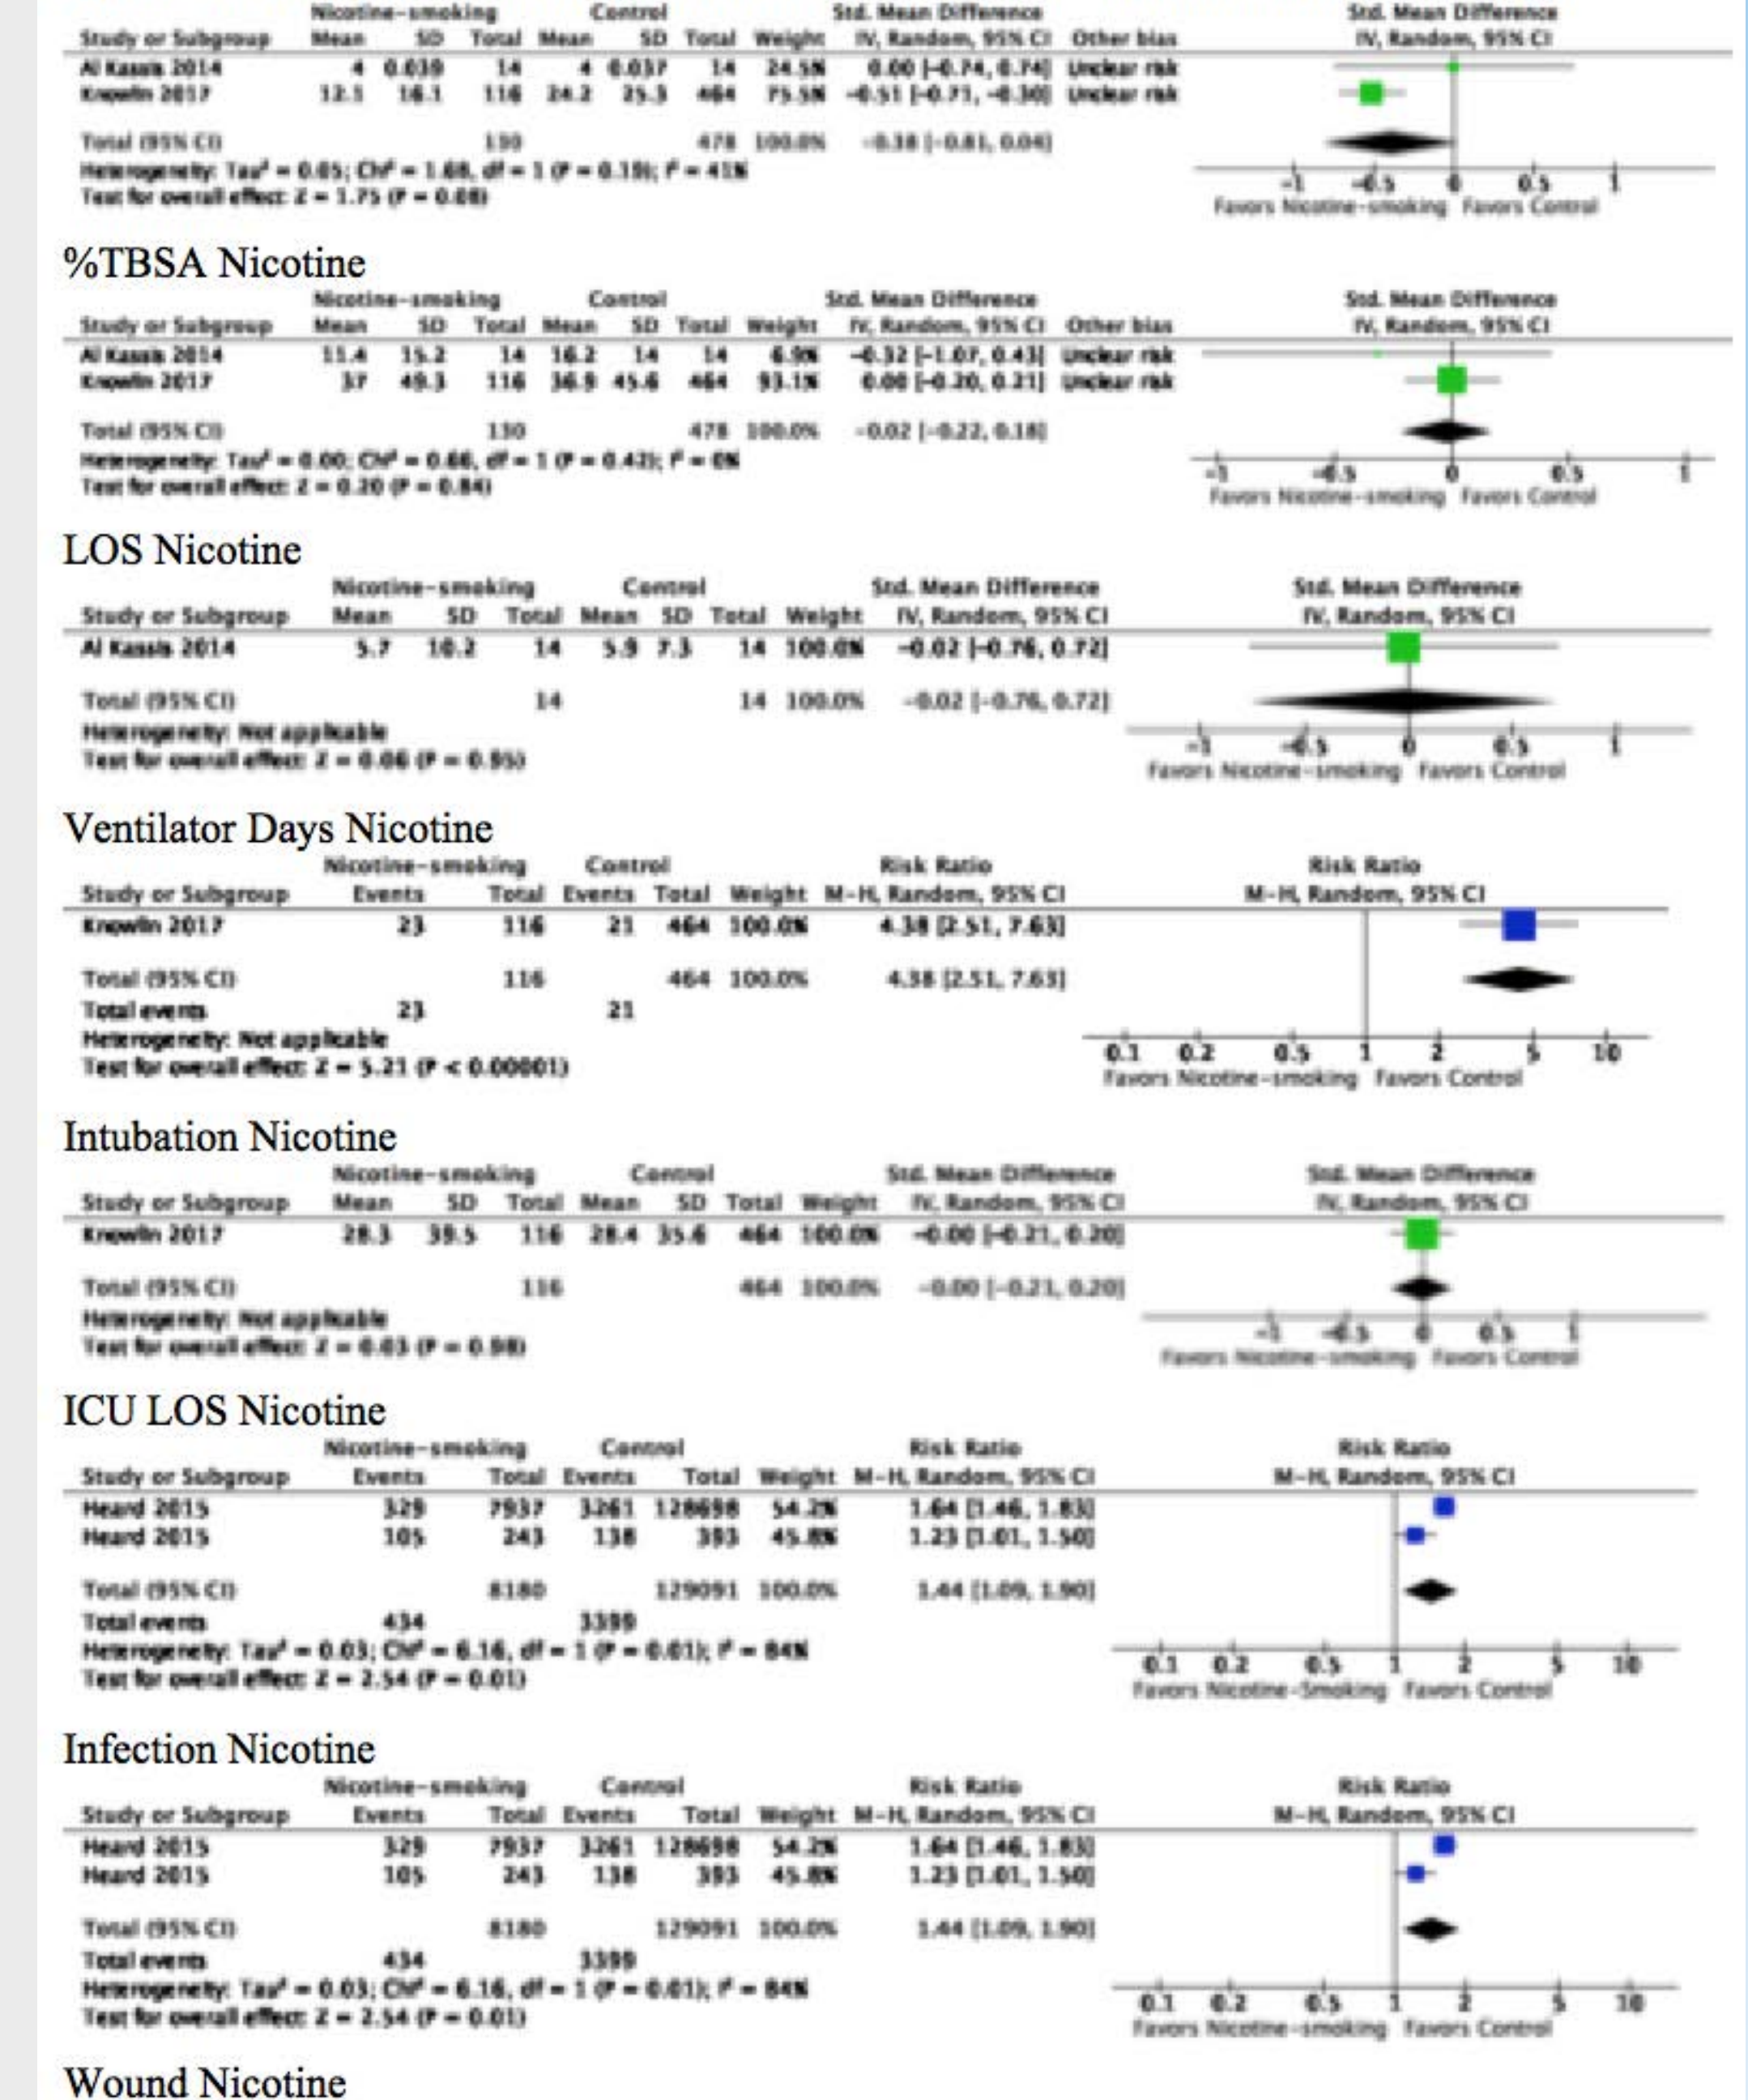 Nicotine-smoking Control Std. Mean Difference Std. Mean Difference
Study or Subgroup Mean SD Total Mean SD Total Weight IV, Random, 95% CI Other bias IV, Random, 95% CI
Al Kassis 2014 4 0.039 14 4 0.037 14 24.5% 0.00 [-0.74, 0.74] Unclear risk
Knowlin 2017 12.1 16.1 116 24.2 25.3 464 75.5% -0.51 [-0.71, -0.30] Unclear risk
Total (95% CI) 130 478 100.0% -0.38 [-0.81, 0.04]
Heterogeneity: Tau² = 0.05; Chi² = 1.68, df = 1 (P = 0.19); I² = 41%
Test for overall effect: Z = 1.75 (P = 0.08)
-1 -0.5 0 0.5 1
Favors Nicotine-smoking Favors Control
%TBSA Nicotine
Nicotine-smoking Control Std. Mean Difference Std. Mean Difference
Study or Subgroup Mean SD Total Mean SD Total Weight IV, Random, 95% CI Other bias IV, Random, 95% CI
Al Kassis 2014 11.4 15.2 14 16.2 14 14 6.9% -0.32 [-1.07, 0.43] Unclear risk
Knowlin 2017 37 49.3 116 36.9 45.6 464 93.1% 0.00 [-0.20, 0.21] Unclear risk
Total (95% CI) 130 478 100.0% -0.02 [-0.22, 0.18]
Heterogeneity: Tau² = 0.00; Chi² = 0.66, df = 1 (P = 0.42); I² = 0%
Test for overall effect: Z = 0.20 (P = 0.84)
-1 -0.5 0 0.5 1
Favors Nicotine-smoking Favors Control
LOS Nicotine
Nicotine-smoking Control Std. Mean Difference Std. Mean Difference
Study or Subgroup Mean SD Total Mean SD Total Weight IV, Random, 95% CI IV, Random, 95% CI
Al Kassis 2014 5.7 10.2 14 5.9 7.3 14 100.0% -0.02 [-0.76, 0.72]
Total (95% CI) 14 14 100.0% -0.02 [-0.76, 0.72]
Heterogeneity: Not applicable
Test for overall effect: Z = 0.06 (P = 0.95)
-1 -0.5 0 0.5 1
Favors Nicotine-smoking Favors Control
Ventilator Days Nicotine
Nicotine-smoking Control Risk Ratio Risk Ratio
Study or Subgroup Events Total Events Total Weight M-H, Random, 95% CI M-H, Random, 95% CI
Knowlin 2017 23 116 21 464 100.0% 4.38 [2.51, 7.63]
Total (95% CI) 116 464 100.0% 4.38 [2.51, 7.63]
Total events 23 21
Heterogeneity: Not applicable
Test for overall effect: Z = 5.21 (P < 0.00001)
0.1 0.2 0.5 1 2 5 10
Favors Nicotine-smoking Favors Control
Intubation Nicotine
Nicotine-smoking Control Std. Mean Difference Std. Mean Difference
Study or Subgroup Mean SD Total Mean SD Total Weight IV, Random, 95% CI IV, Random, 95% CI
Knowlin 2017 28.3 39.5 116 28.4 35.6 464 100.0% -0.00 [-0.21, 0.20]
Total (95% CI) 116 464 100.0% -0.00 [-0.21, 0.20]
Heterogeneity: Not applicable
Test for overall effect: Z = 0.03 (P = 0.98)
-1 -0.5 0 0.5 1
Favors Nicotine-smoking Favors Control
ICU LOS Nicotine
Nicotine-smoking Control Risk Ratio Risk Ratio
Study or Subgroup Events Total Events Total Weight M-H, Random, 95% CI M-H, Random, 95% CI
Heard 2015 329 7937 3261 128698 54.2% 1.64 [1.46, 1.83]
Heard 2015 105 243 138 393 45.8% 1.23 [1.01, 1.50]
Total (95% CI) 8180 129091 100.0% 1.44 [1.09, 1.90]
Total events 434 3399
Heterogeneity: Tau² = 0.03; Chi² = 6.16, df = 1 (P = 0.01); I² = 84%
Test for overall effect: Z = 2.54 (P = 0.01)
0.1 0.2 0.5 1 2 5 10
Favors Nicotine-Smoking Favors Control
Infection Nicotine
Nicotine-smoking Control Risk Ratio Risk Ratio
Study or Subgroup Events Total Events Total Weight M-H, Random, 95% CI M-H, Random, 95% CI
Heard 2015 329 7937 3261 128698 54.2% 1.64 [1.46, 1.83]
Heard 2015 105 243 138 393 45.8% 1.23 [1.01, 1.50]
Total (95% CI) 8180 129091 100.0% 1.44 [1.09, 1.90]
Total events 434 3399
Heterogeneity: Tau² = 0.03; Chi² = 6.16, df = 1 (P = 0.01); I² = 84%
Test for overall effect: Z = 2.54 (P = 0.01)
0.1 0.2 0.5 1 2 5 10
Favors Nicotine-smoking Favors Control
Wound Nicotine